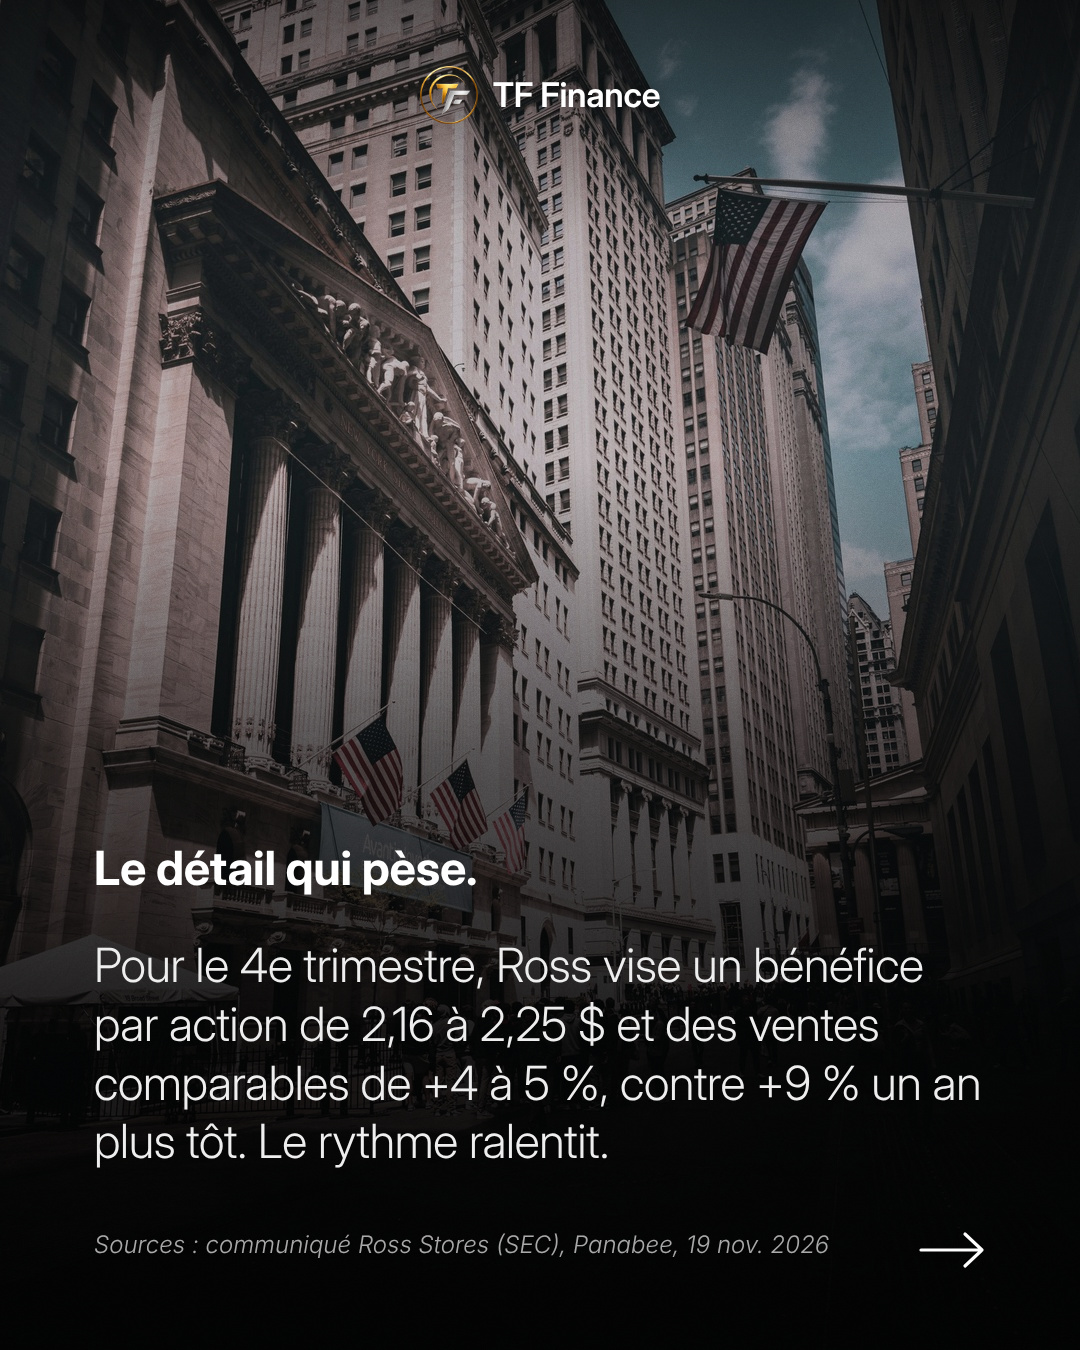 TF Finance
Le détail qui pèse.
Pour le 4e trimestre, Ross vise un bénéfice
par action de 2,16 à 2,25 $ et des ventes
comparables de +4 à 5 %, contre +9 % un an
plus tôt. Le rythme ralentit.
Sources : communiqué Ross Stores (SEC), Panabee, 19 nov. 2026